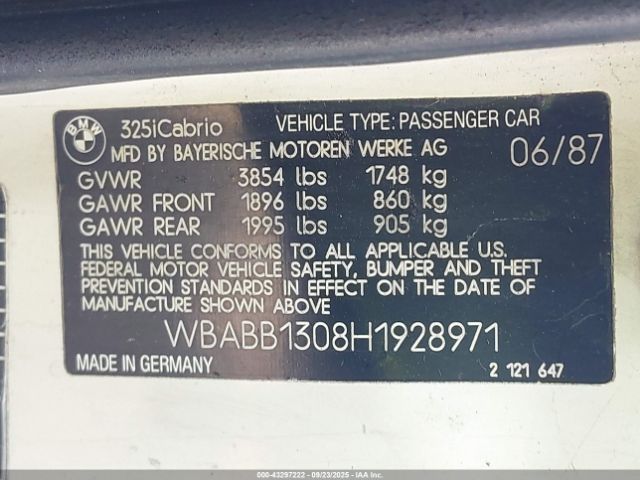 BMW
325iCabrio VEHICLE TYPE: PASSENGER CAR
MFD BY BAYERISCHE MOTOREN WERKE AG 06/87
GVWR 3854 lbs 1748 kg
GAWR FRONT 1896 lbs 860 kg
GAWR REAR 1995 lbs 905 kg
THIS VEHICLE CONFORMS TO ALL APPLICABLE U.S.
FEDERAL MOTOR VEHICLE SAFETY, BUMPER AND THEFT
PREVENTION STANDARDS IN EFFECT ON THE DATE OF
MANUFACTURE SHOWN ABOVE
WBABB1308H1928971
MADE IN GERMANY 2 121 647
000-43297222 - 09/23/2025 - IAAI.COM